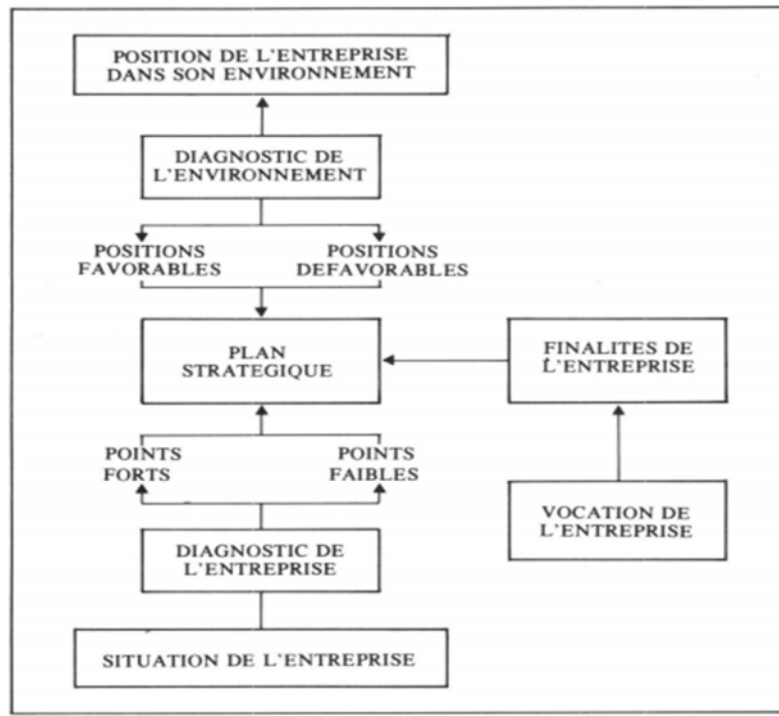 POSITION DE L'ENTREPRISE
DANS SON ENVIRONNEMENT
DIAGNOSTIC DE
L'ENVIRONNEMENT
POSITIONS
FAVORABLES
POSITIONS
DEFAVORABLES
PLAN
STRATEGIQUE
FINALITES DE
L'ENTREPRISE
POINTS
FORTS
POINTS
FAIBLES
VOCATION DE
L'ENTREPRISE
DIAGNOSTIC DE
L'ENTREPRISE
SITUATION DE L'ENTREPRISE